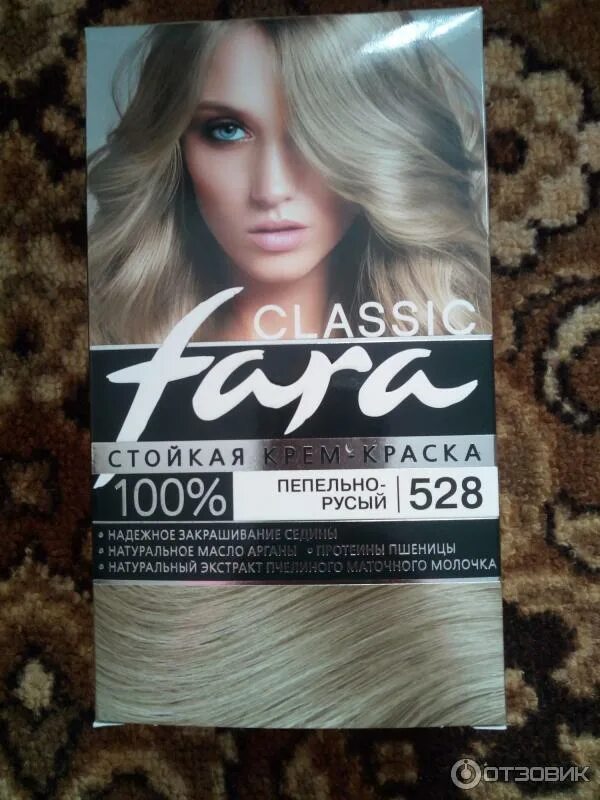 CLASSIC
fara
СТОЙКАЯ КРЕМ-КРАСКА
100%
ПЕПЕЛЬНО-
РУСЫЙ
528
• НАДЕЖНОЕ ЗАКРАШИВАНИЕ СЕДИНЫ
• НАТУРАЛЬНОЕ МАСЛО АРГАНЫ • ПРОТЕИНЫ ПШЕНИЦЫ
• НАТУРАЛЬНЫЙ ЭКСТРАКТ ПЧЕЛИНОГО МАТОЧНОГО МОЛОЧКА
ОТЗОВИК